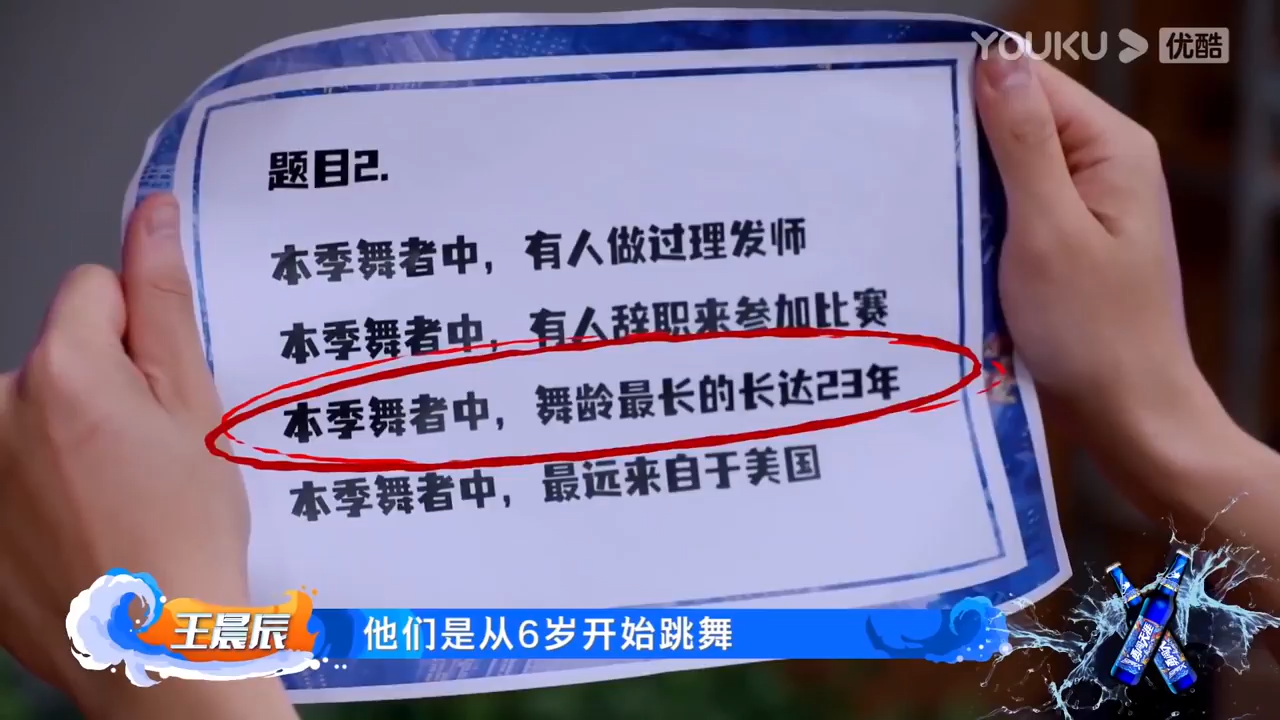 YOUKU 优酷
题目2.
本季舞者中，有人做过理发师
本季舞者中，有人辞职来参加比赛
本季舞者中，舞龄最长的长达23年
本季舞者中，最远来自于美国
王晨辰
他们是从6岁开始跳舞